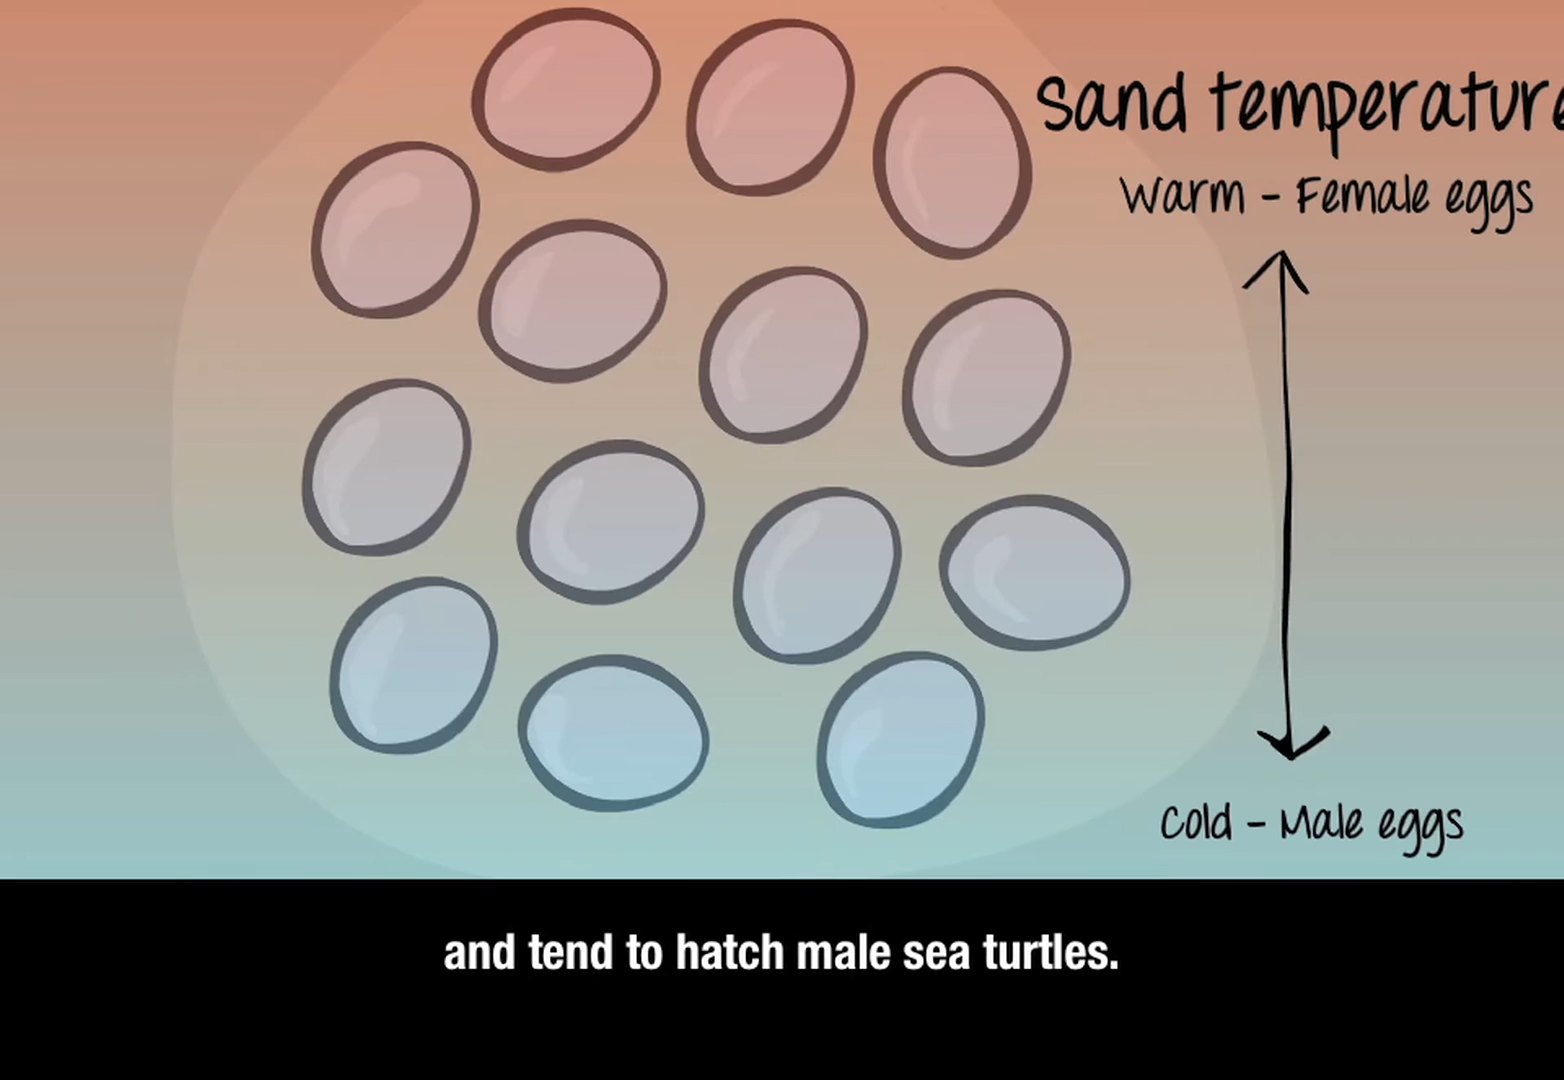 Sand temperature
Warm - Female eggs
Cold - Male eggs
and tend to hatch male sea turtles.